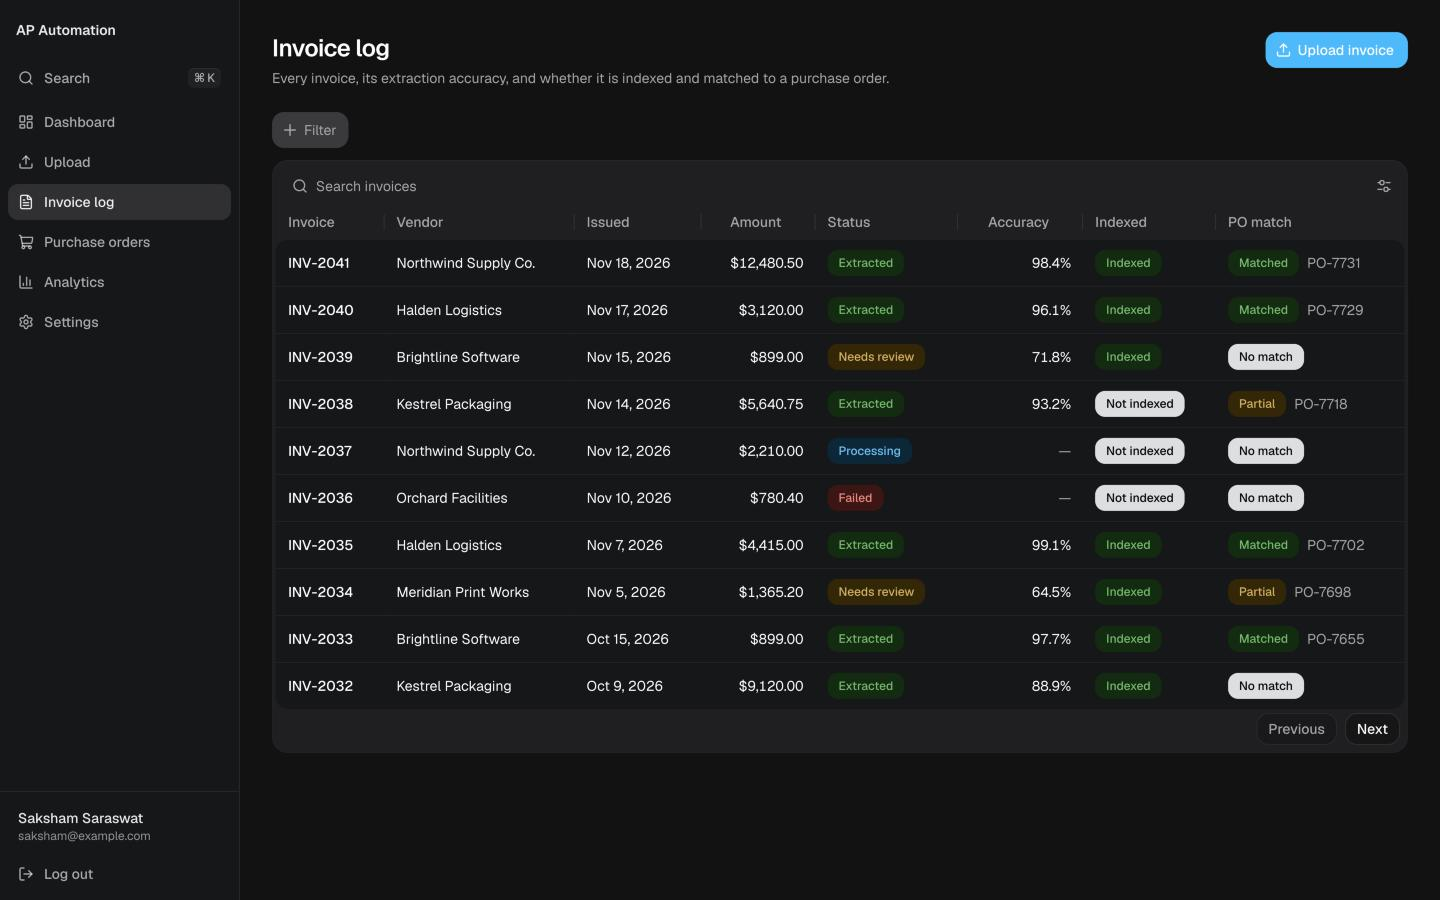 AP Automation
Search ⌘ K
Dashboard
Upload
Invoice log
Purchase orders
Analytics
Settings
Saksham Saraswat
saksham@example.com
Log out
Invoice log
Upload invoice
Every invoice, its extraction accuracy, and whether it is indexed and matched to a purchase order.
Filter
Search invoices
Invoice Vendor Issued Amount Status Accuracy Indexed PO match
INV-2041 Northwind Supply Co. Nov 18, 2026 $12,480.50 Extracted 98.4% Indexed Matched PO-7731
INV-2040 Halden Logistics Nov 17, 2026 $3,120.00 Extracted 96.1% Indexed Matched PO-7729
INV-2039 Brightline Software Nov 15, 2026 $899.00 Needs review 71.8% Indexed No match
INV-2038 Kestrel Packaging Nov 14, 2026 $5,640.75 Extracted 93.2% Not indexed Partial PO-7718
INV-2037 Northwind Supply Co. Nov 12, 2026 $2,210.00 Processing — Not indexed No match
INV-2036 Orchard Facilities Nov 10, 2026 $780.40 Failed — Not indexed No match
INV-2035 Halden Logistics Nov 7, 2026 $4,415.00 Extracted 99.1% Indexed Matched PO-7702
INV-2034 Meridian Print Works Nov 5, 2026 $1,365.20 Needs review 64.5% Indexed Partial PO-7698
INV-2033 Brightline Software Oct 15, 2026 $899.00 Extracted 97.7% Indexed Matched PO-7655
INV-2032 Kestrel Packaging Oct 9, 2026 $9,120.00 Extracted 88.9% Indexed No match
Previous Next